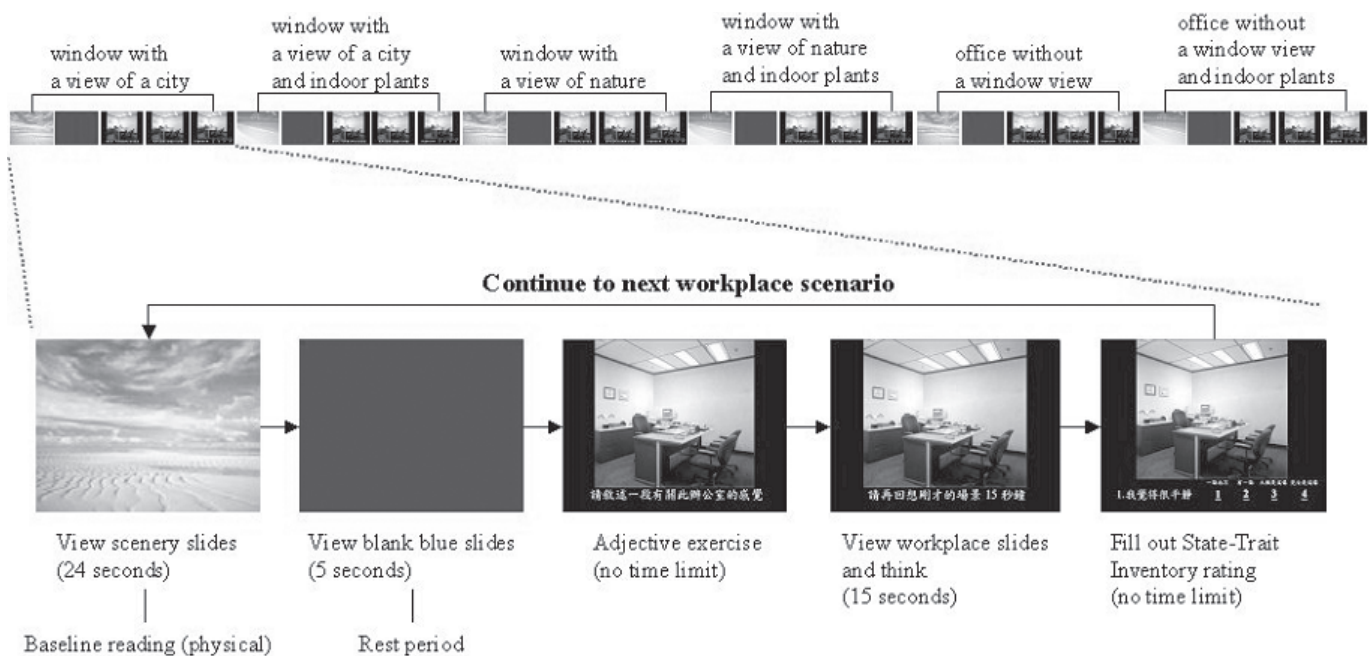 window with
a view of a city
window with
a view of a city
and indoor plants
window with
a view of nature
window with
a view of nature
and indoor plants
office without
a window view
office without
a window view
and indoor plants
Continue to next workplace scenario
請敘述一段有關此辦公室的感覺
請再回想剛才的場景 15 秒鐘
1.我覺得很平靜
1 2 3 4
View scenery slides
(24 seconds)
View blank blue slides
(5 seconds)
Adjective exercise
(no time limit)
View workplace slides
and think
(15 seconds)
Fill out State-Trait
Inventory rating
(no time limit)
Baseline reading (physical)
Rest period